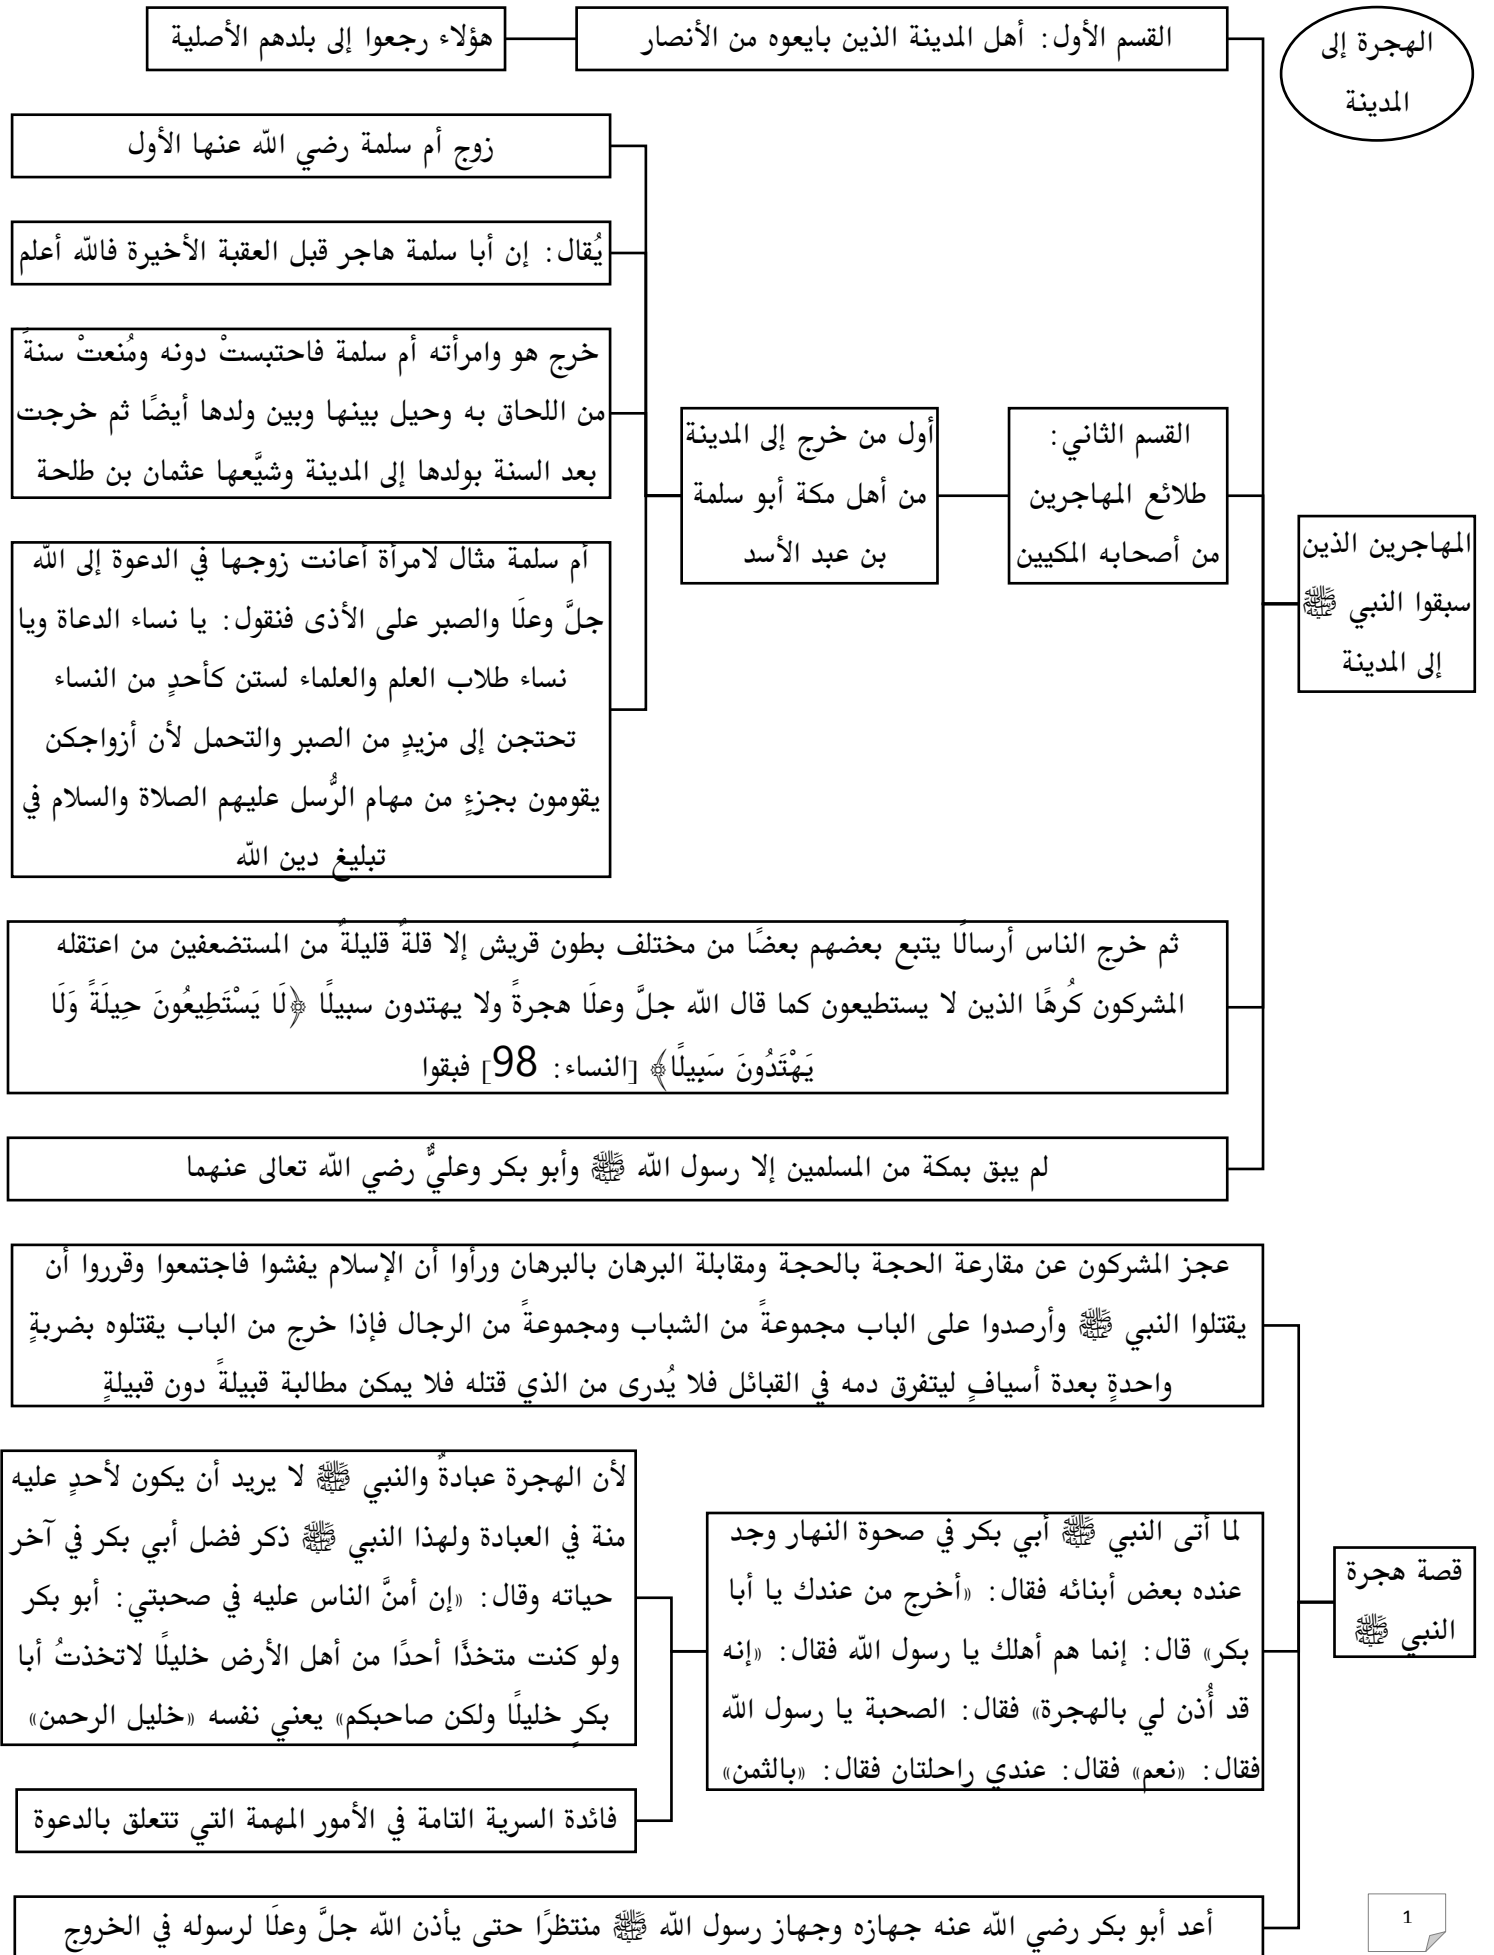 الهجرة إلى
المدينة
المهاجرين الذين
سبقوا النبي ﷺ
إلى المدينة
القسم الأول: أهل المدينة الذين بايعوه من الأنصار
هؤلاء رجعوا إلى بلدهم الأصلية
القسم الثاني:
طلائع المهاجرين
من أصحابه المكيين
أول من خرج إلى المدينة
من أهل مكة أبو سلمة
بن عبد الأسد
زوج أم سلمة رضي الله عنها الأول
يُقال: إن أبا سلمة هاجر قبل العقبة الأخيرة فالله أعلم
خرج هو وامرأته أم سلمة فاحتبستْ دونه ومُنعتْ سنةً
من اللحاق به وحيل بينها وبين ولدها أيضًا ثم خرجت
بعد السنة بولدها إلى المدينة وشيَّعها عثمان بن طلحة
أم سلمة مثال لامرأة أعانت زوجها في الدعوة إلى الله
جلَّ وعلَا والصبر على الأذى فنقول: يا نساء الدعاة ويا
نساء طلاب العلم والعلماء لستن كأحدٍ من النساء
تحتجن إلى مزيدٍ من الصبر والتحمل لأن أزواجكن
يقومون بجزءٍ من مهام الرُّسل عليهم الصلاة والسلام في
تبليغ دين الله
ثم خرج الناس أرسالًا يتبع بعضهم بعضًا من مختلف بطون قريش إلا قلةٌ قليلةٌ من المستضعفين من اعتقله
المشركون كُرهًا الذين لا يستطيعون كما قال الله جلَّ وعلَا هجرةً ولا يهتدون سبيلًا ﴿لَا يَسْتَطِيعُونَ حِيلَةً وَلَا
يَهْتَدُونَ سَبِيلًا﴾ [النساء: 98] فبقوا
لم يبق بمكة من المسلمين إلا رسول الله ﷺ وأبو بكر وعليٌّ رضي الله تعالى عنهما
قصة هجرة
النبي ﷺ
عجز المشركون عن مقارعة الحجة بالحجة ومقابلة البرهان بالبرهان ورأوا أن الإسلام يفشوا فاجتمعوا وقرروا أن
يقتلوا النبي ﷺ وأرصدوا على الباب مجموعةً من الشباب ومجموعةً من الرجال فإذا خرج من الباب يقتلوه بضربةٍ
واحدةٍ بعدة أسيافٍ ليتفرق دمه في القبائل فلا يُدرى من الذي قتله فلا يمكن مطالبة قبيلةً دون قبيلةٍ
لما أتى النبي ﷺ أبي بكر في صحوة النهار وجد
عنده بعض أبنائه فقال: «أخرج من عندك يا أبا
بكر» قال: إنما هم أهلك يا رسول الله فقال: «إنه
قد أُذن لي بالهجرة» فقال: الصحبة يا رسول الله
فقال: «نعم» فقال: عندي راحلتان فقال: «بالثمن»
لأن الهجرة عبادةٌ والنبي ﷺ لا يريد أن يكون لأحدٍ عليه
منة في العبادة ولهذا النبي ﷺ ذكر فضل أبي بكر في آخر
حياته وقال: «إن أمنَّ الناس عليه في صحبتي: أبو بكر
ولو كنت متخذًا أحدًا من أهل الأرض خليلًا لاتخذتُ أبا
بكرٍ خليلًا ولكن صاحبكم» يعني نفسه «خليل الرحمن»
فائدة السرية التامة في الأمور المهمة التي تتعلق بالدعوة
أعد أبو بكر رضي الله عنه جهازه وجهاز رسول الله ﷺ منتظرًا حتى يأذن الله جلَّ وعلَا لرسوله في الخروج
1